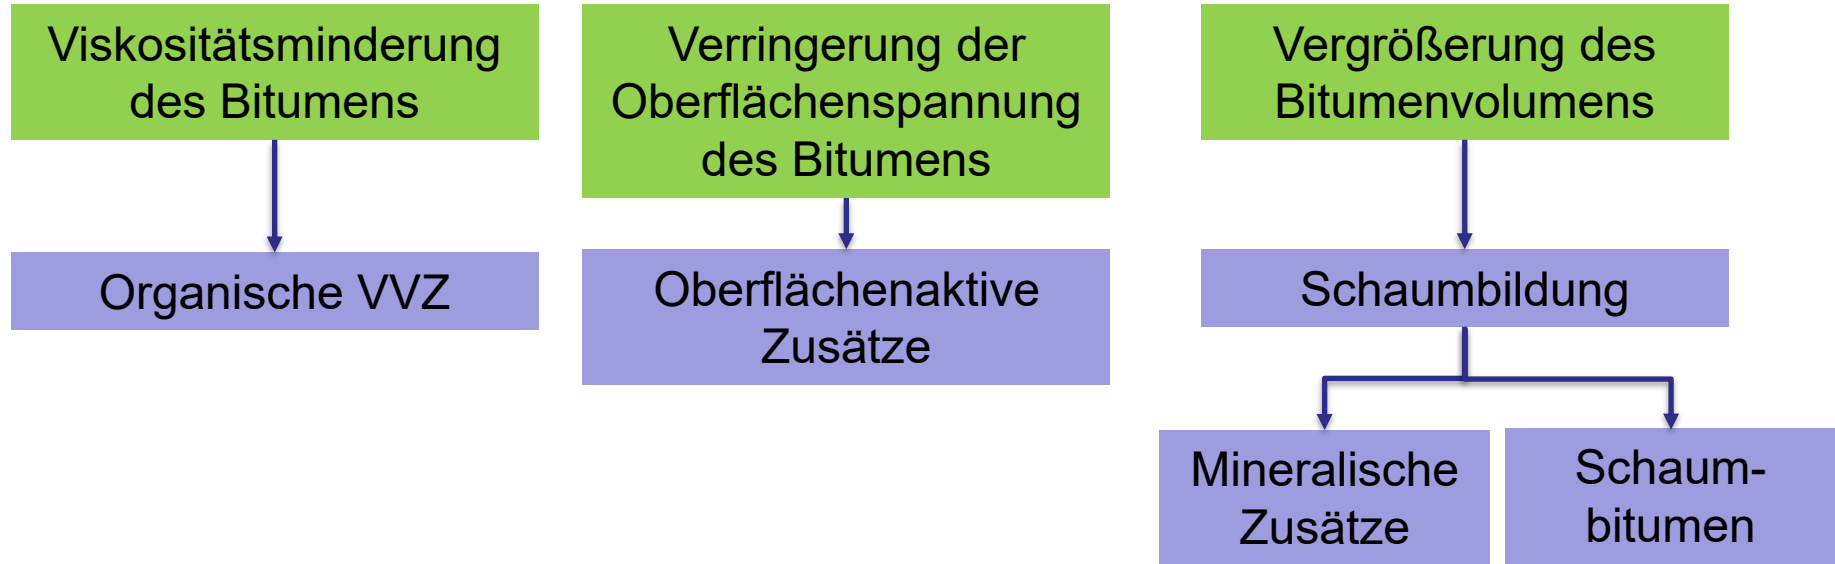 Viskositätsminderung
des Bitumens
Verringerung der
Oberflächenspannung
des Bitumens
Vergrößerung des
Bitumenvolumens
Organische VVZ
Oberflächenaktive
Zusätze
Schaumbildung
Mineralische
Zusätze
Schaum-
bitumen